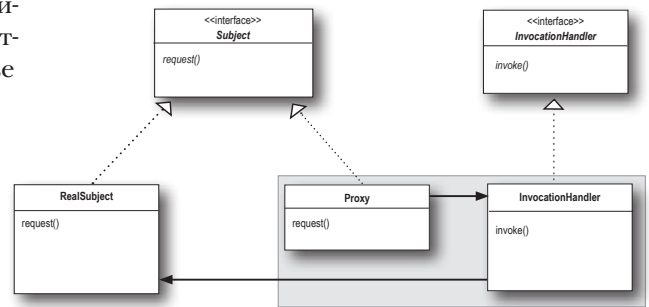 и-
т-
е
<<interface>>
Subject
request()
<<interface>>
InvocationHandler
invoke()
RealSubject
request()
Proxy
request()
InvocationHandler
invoke()